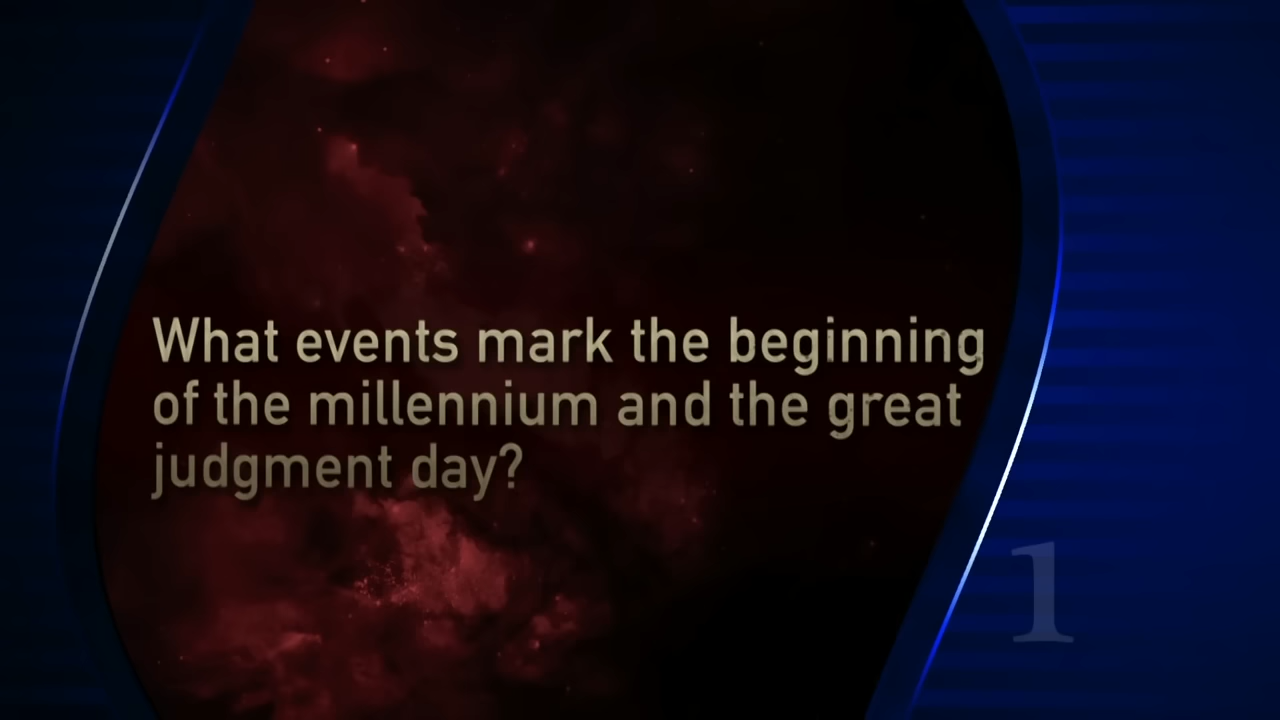 What events mark the beginning
of the millennium and the great
judgment day?
1